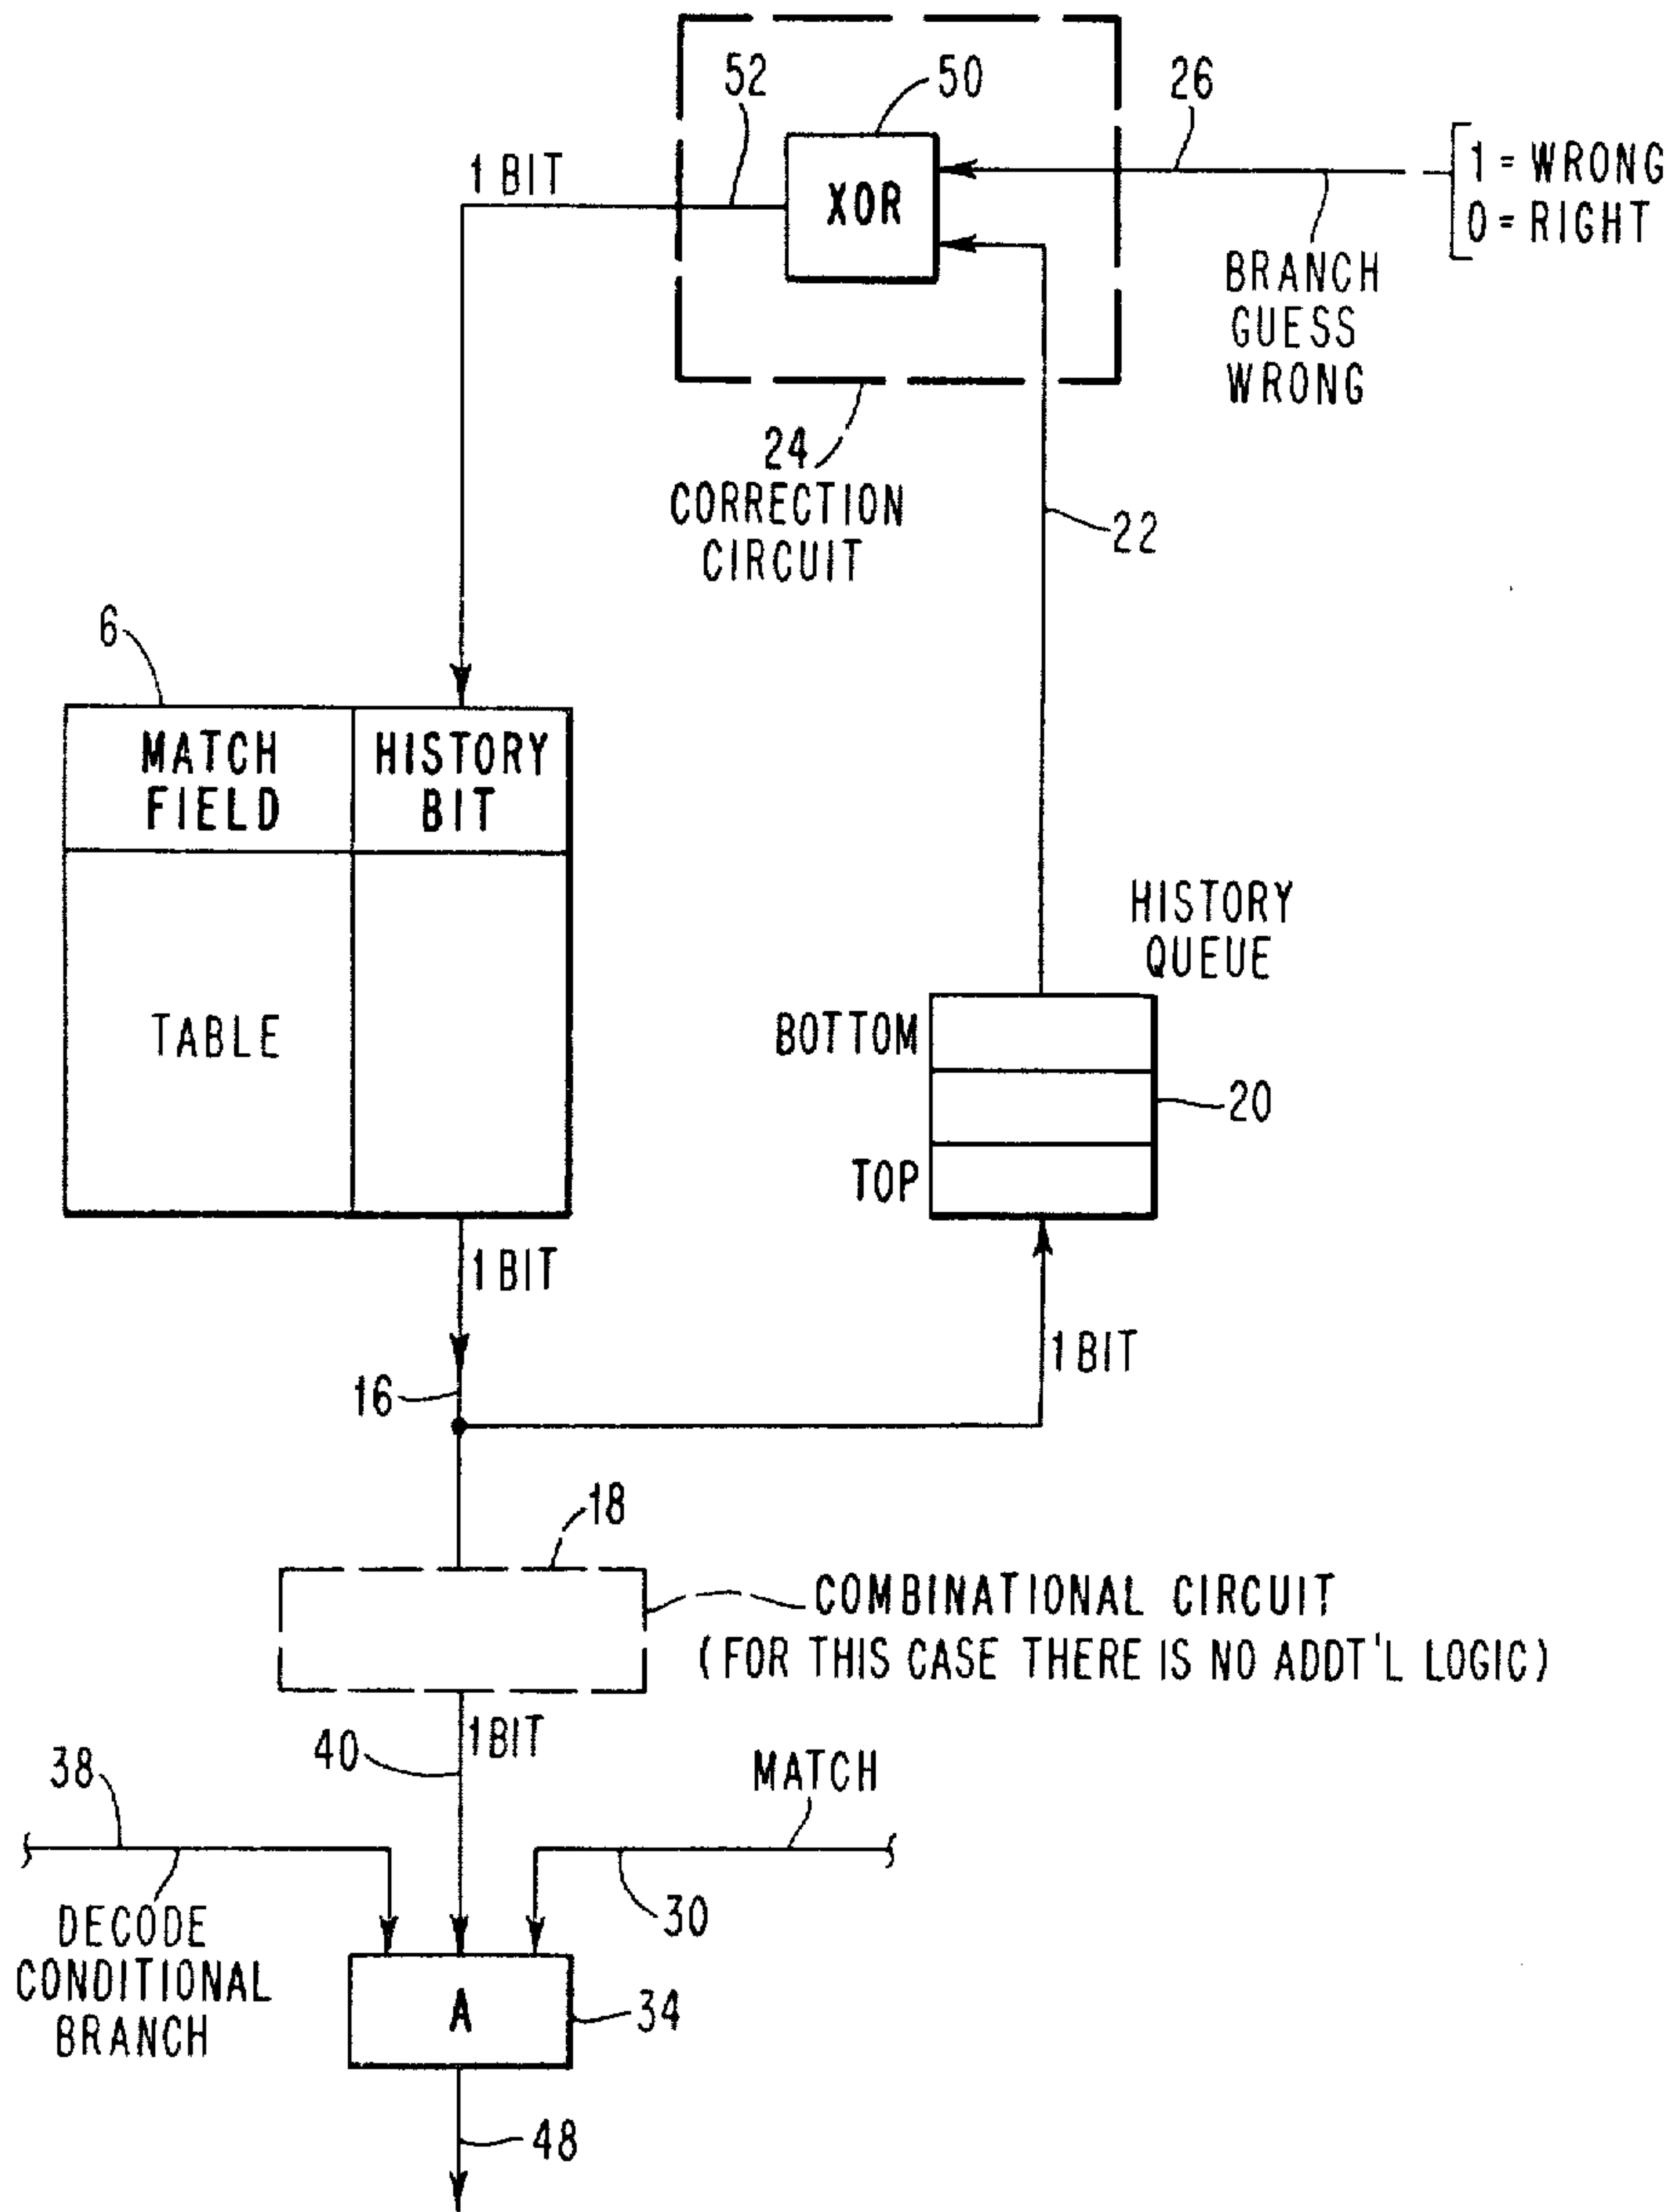 52
50
26
1 BIT
XOR
1 = WRONG
0 = RIGHT
BRANCH
GUESS
WRONG
24
CORRECTION
CIRCUIT
22
6
MATCH
FIELD
HISTORY
BIT
TABLE
HISTORY
QUEUE
BOTTOM
20
TOP
1 BIT
1 BIT
16
18
COMBINATIONAL CIRCUIT
(FOR THIS CASE THERE IS NO ADDT'L LOGIC)
1 BIT
40
38
MATCH
30
DECODE
CONDITIONAL
BRANCH
A
34
48